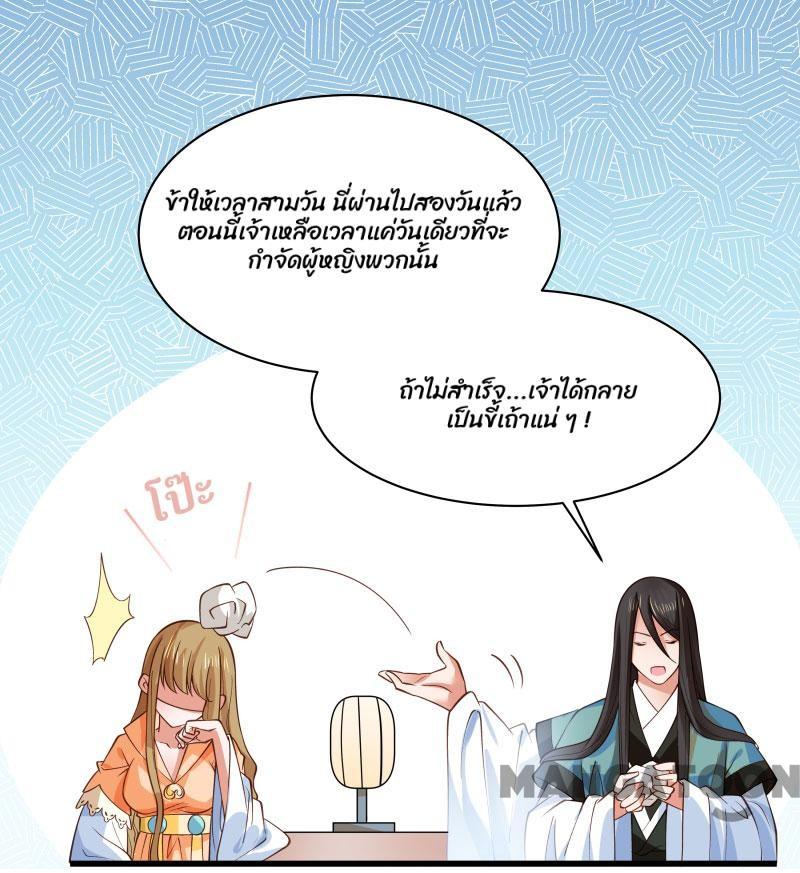 ข้าให้เวลาสามวัน นี่ผ่านไปสองวันแล้ว
ตอนนี้เจ้าเหลือเวลาแค่วันเดียวที่จะ
กำจัดผู้หญิงพวกนั้น
ถ้าไม่สำเร็จ...เจ้าได้กลาย
เป็นขี้เถ้าแน่ ๆ !
โป๊ะ
MANGATOON